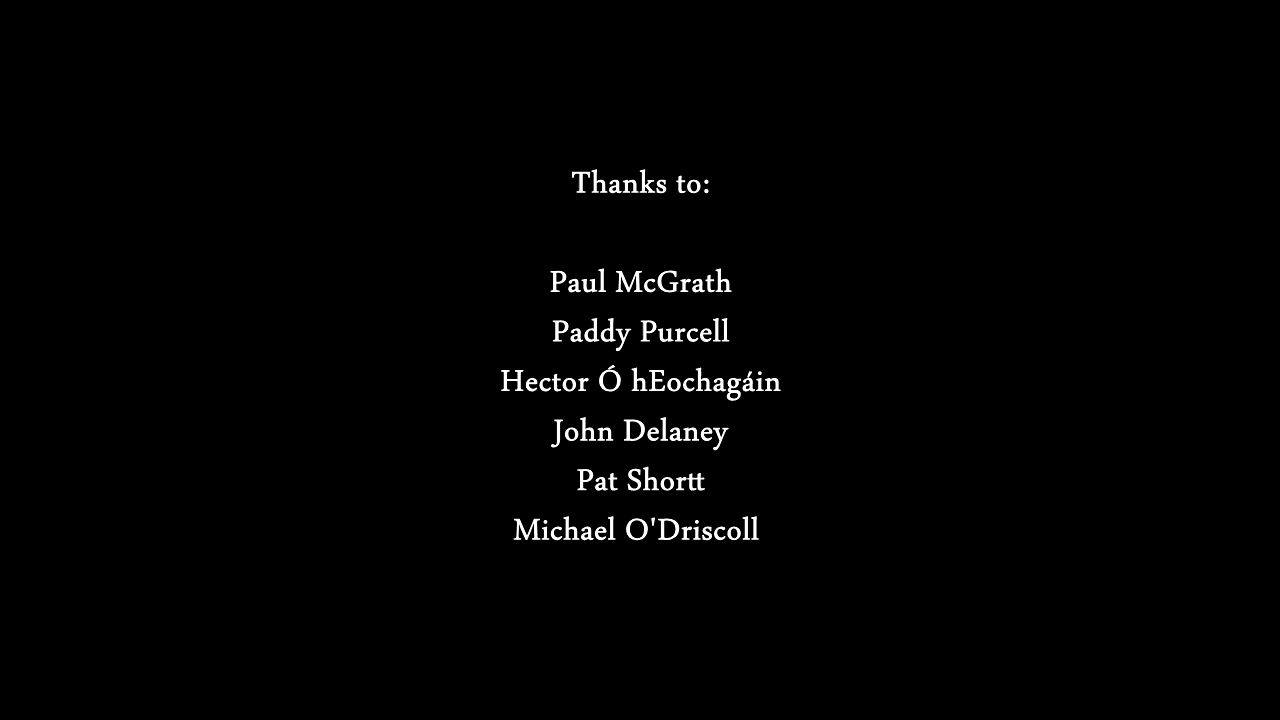 Thanks to:
Paul McGrath
Paddy Purcell
Hector Ó hEochagáin
John Delaney
Pat Shortt
Michael O'Driscoll